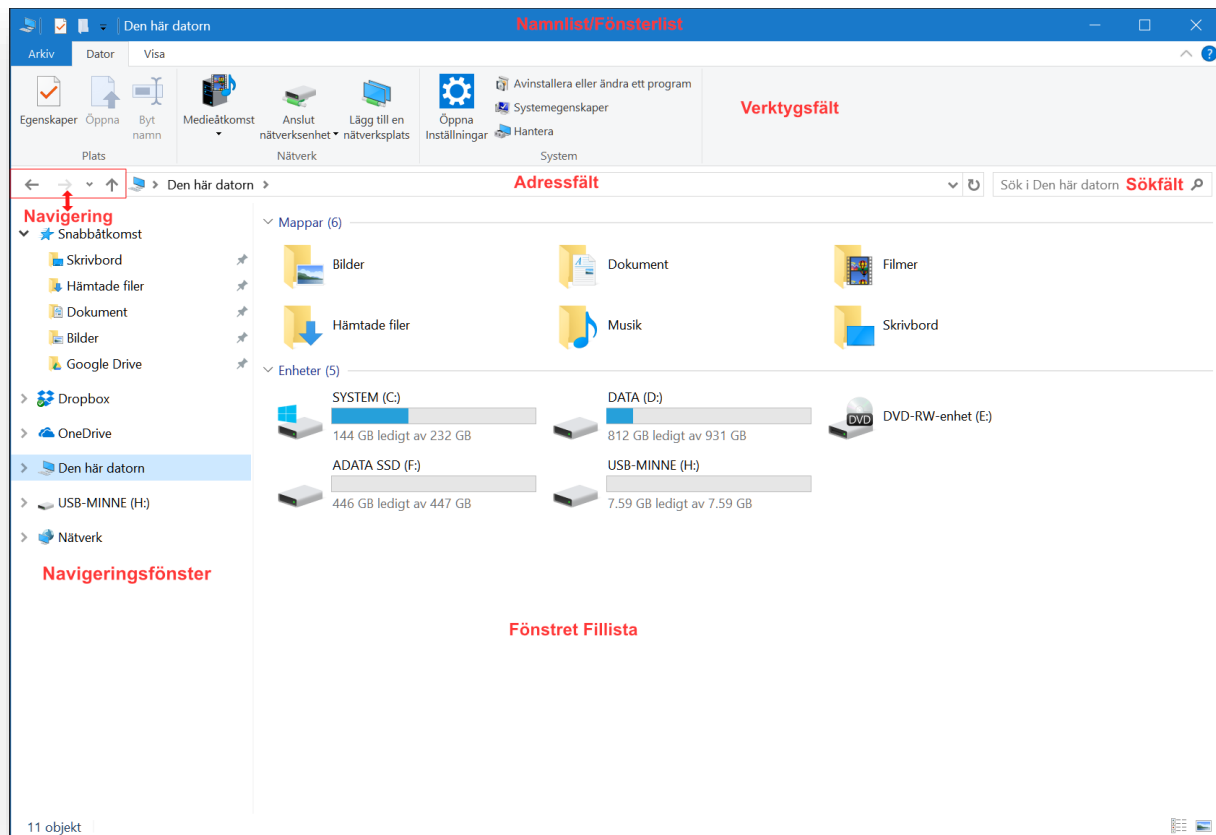 Den här datorn Namnlist/Fönsterlist
Arkiv Dator Visa
Egenskaper Öppna Byt namn
Medieåtkomst Anslut nätverksenhet Lägg till en nätverksplats
Öppna Inställningar
Avinstallera eller ändra ett program
Systemegenskaper
Hantera
Verktygsfält
Plats Nätverk System
Den här datorn Adressfält Sök i Den här datorn Sökfält
Navigering
Snabbåtkomst
Skrivbord
Hämtade filer
Dokument
Bilder
Google Drive
Dropbox
OneDrive
Den här datorn
USB-MINNE (H:)
Nätverk
Navigeringsfönster
Mappar (6)
Bilder Dokument Filmer
Hämtade filer Musik Skrivbord
Enheter (5)
SYSTEM (C:)
144 GB ledigt av 232 GB
DATA (D:)
812 GB ledigt av 931 GB
DVD
DVD-RW-enhet (E:)
ADATA SSD (F:)
446 GB ledigt av 447 GB
USB-MINNE (H:)
7.59 GB ledigt av 7.59 GB
Fönstret Fillista
11 objekt